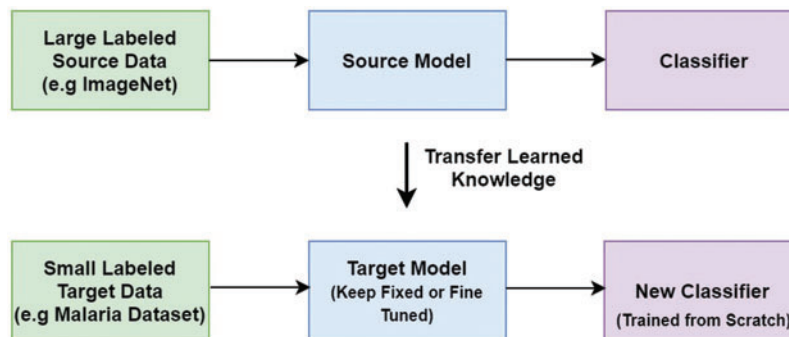 Large Labeled
Source Data
(e.g ImageNet)
Source Model
Classifier
Transfer Learned
Knowledge
Small Labeled
Target Data
(e.g Malaria Dataset)
Target Model
(Keep Fixed or Fine
Tuned)
New Classifier
(Trained from Scratch)